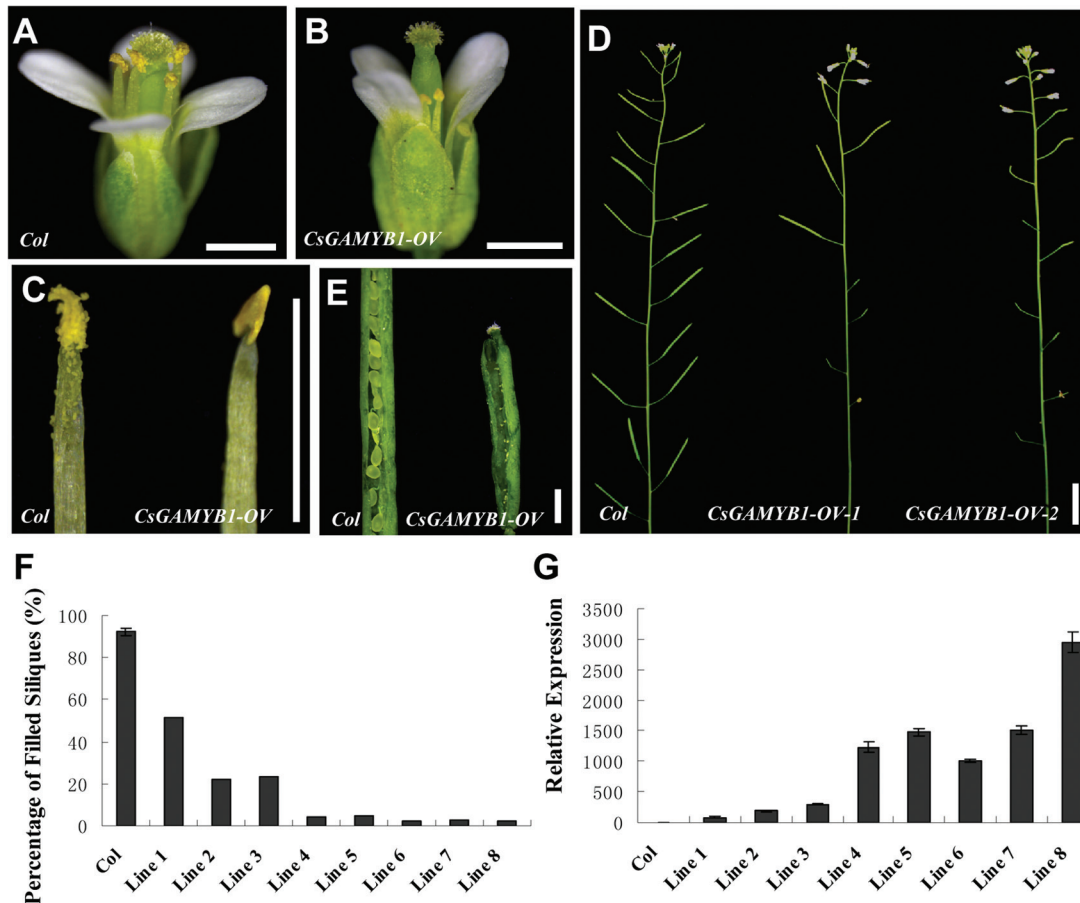 A
Col
B
CsGAMYB1-OV
C
Col
CsGAMYB1-OV
E
Col
CsGAMYB1-OV
D
Col
CsGAMYB1-OV-1
CsGAMYB1-OV-2
F
Percentage of Filled Siliques (%)
100
80
60
40
20
0
Col
Line 1
Line 2
Line 3
Line 4
Line 5
Line 6
Line 7
Line 8
G
Relative Expression
3500
3000
2500
2000
1500
1000
500
0
Col
Line 1
Line 2
Line 3
Line 4
Line 5
Line 6
Line 7
Line 8